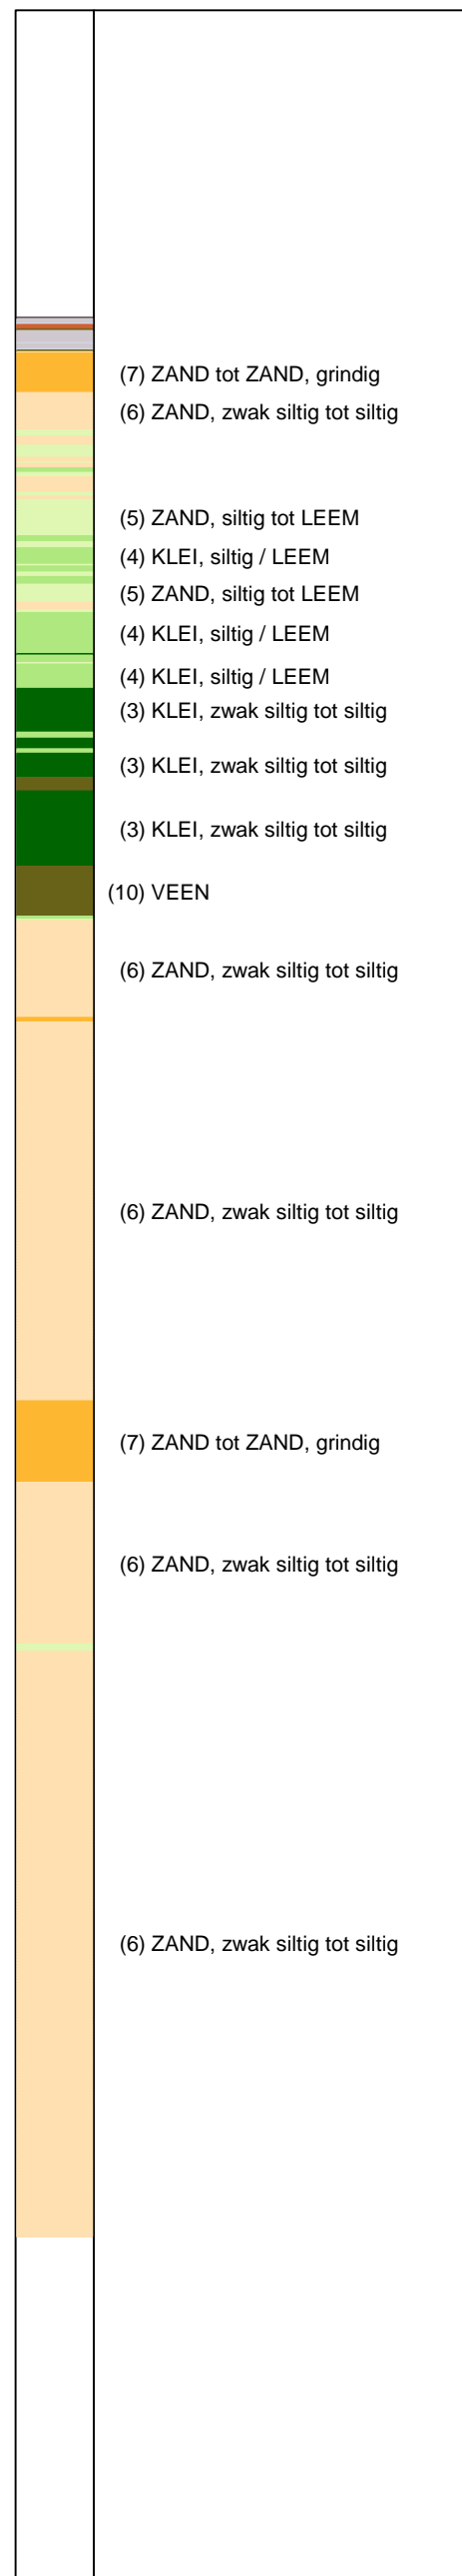 (7) ZAND tot ZAND, grindig
(6) ZAND, zwak siltig tot siltig
(5) ZAND, siltig tot LEEM
(4) KLEI, siltig / LEEM
(5) ZAND, siltig tot LEEM
(4) KLEI, siltig / LEEM
(4) KLEI, siltig / LEEM
(3) KLEI, zwak siltig tot siltig
(3) KLEI, zwak siltig tot siltig
(3) KLEI, zwak siltig tot siltig
(10) VEEN
(6) ZAND, zwak siltig tot siltig
(6) ZAND, zwak siltig tot siltig
(7) ZAND tot ZAND, grindig
(6) ZAND, zwak siltig tot siltig
(6) ZAND, zwak siltig tot siltig